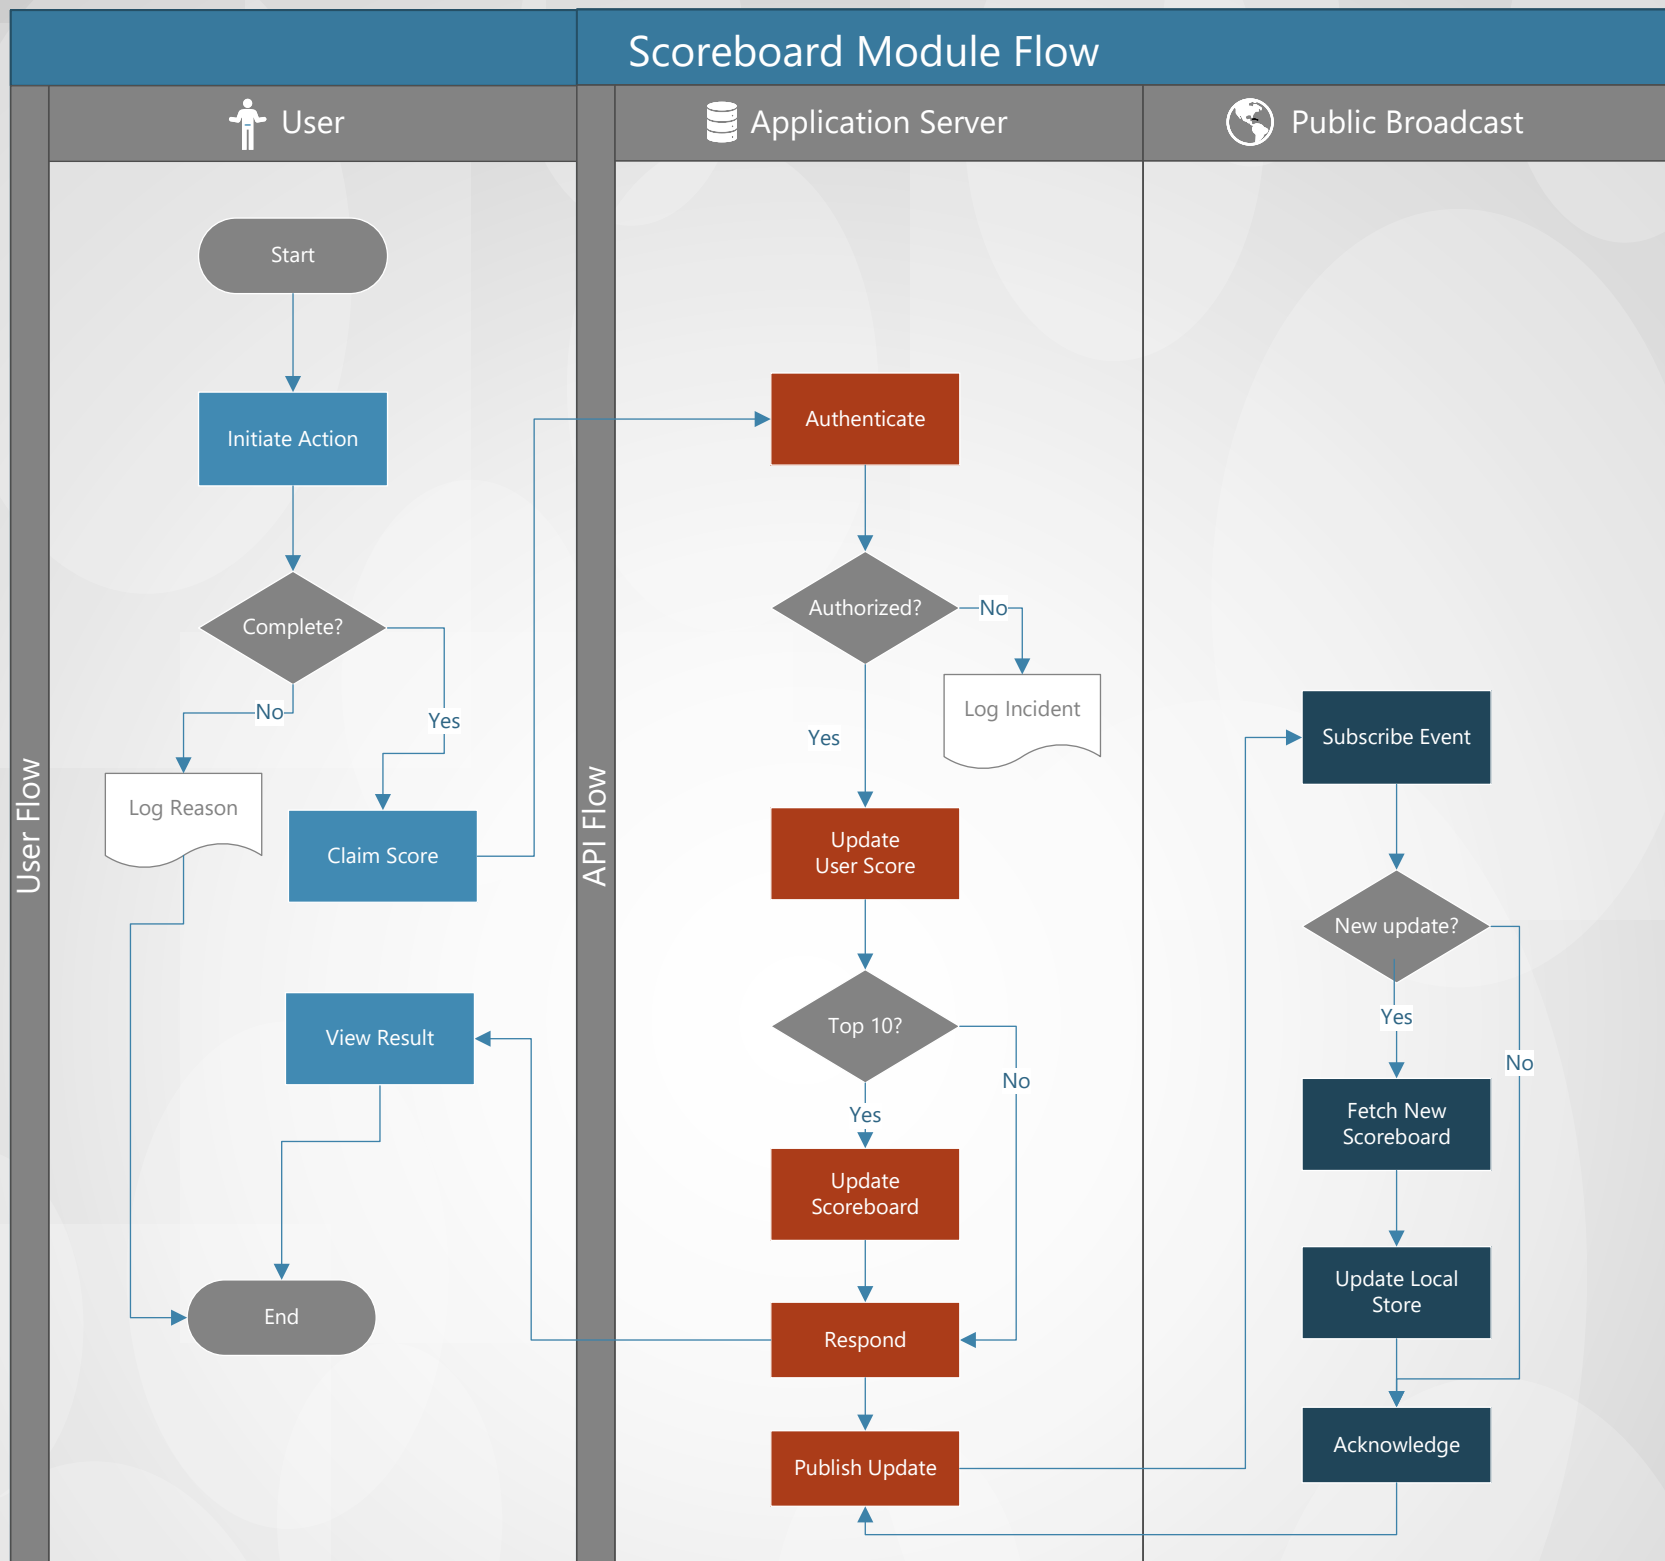 Scoreboard Module Flow
User
Application Server
Public Broadcast
User Flow
Start
Initiate Action
Complete?
No
Yes
Log Reason
Claim Score
View Result
End
API Flow
Authenticate
Authorized?
No
Log Incident
Yes
Update
User Score
Top 10?
No
Yes
Update
Scoreboard
Respond
Publish Update
Subscribe Event
New update?
Yes
No
Fetch New
Scoreboard
Update Local
Store
Acknowledge